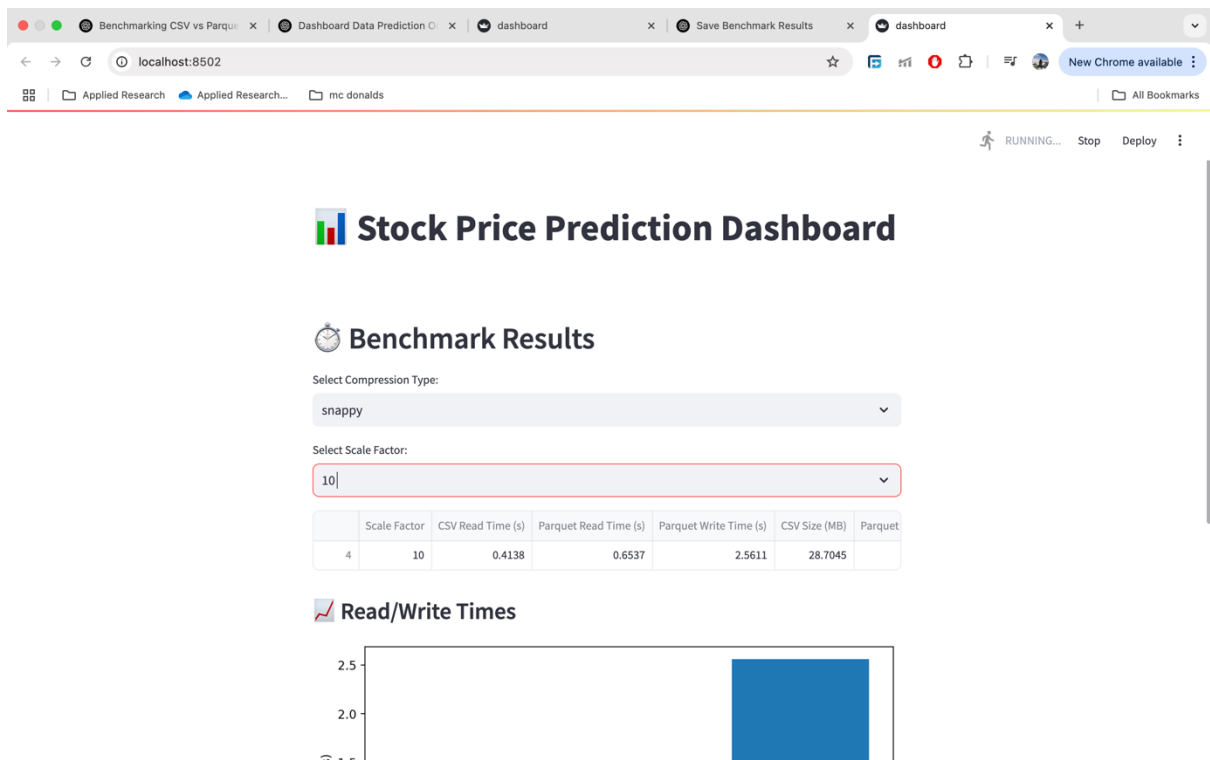 Benchmarking CSV vs Parque
Dashboard Data Prediction O
dashboard
Save Benchmark Results
dashboard
localhost:8502
New Chrome available
Applied Research
Applied Research...
mc donalds
All Bookmarks
RUNNING...
Stop
Deploy
Stock Price Prediction Dashboard
Benchmark Results
Select Compression Type:
snappy
Select Scale Factor:
10
Scale Factor CSV Read Time (s) Parquet Read Time (s) Parquet Write Time (s) CSV Size (MB) Parquet
4 10 0.4138 0.6537 2.5611 28.7045
Read/Write Times
2.5
2.0